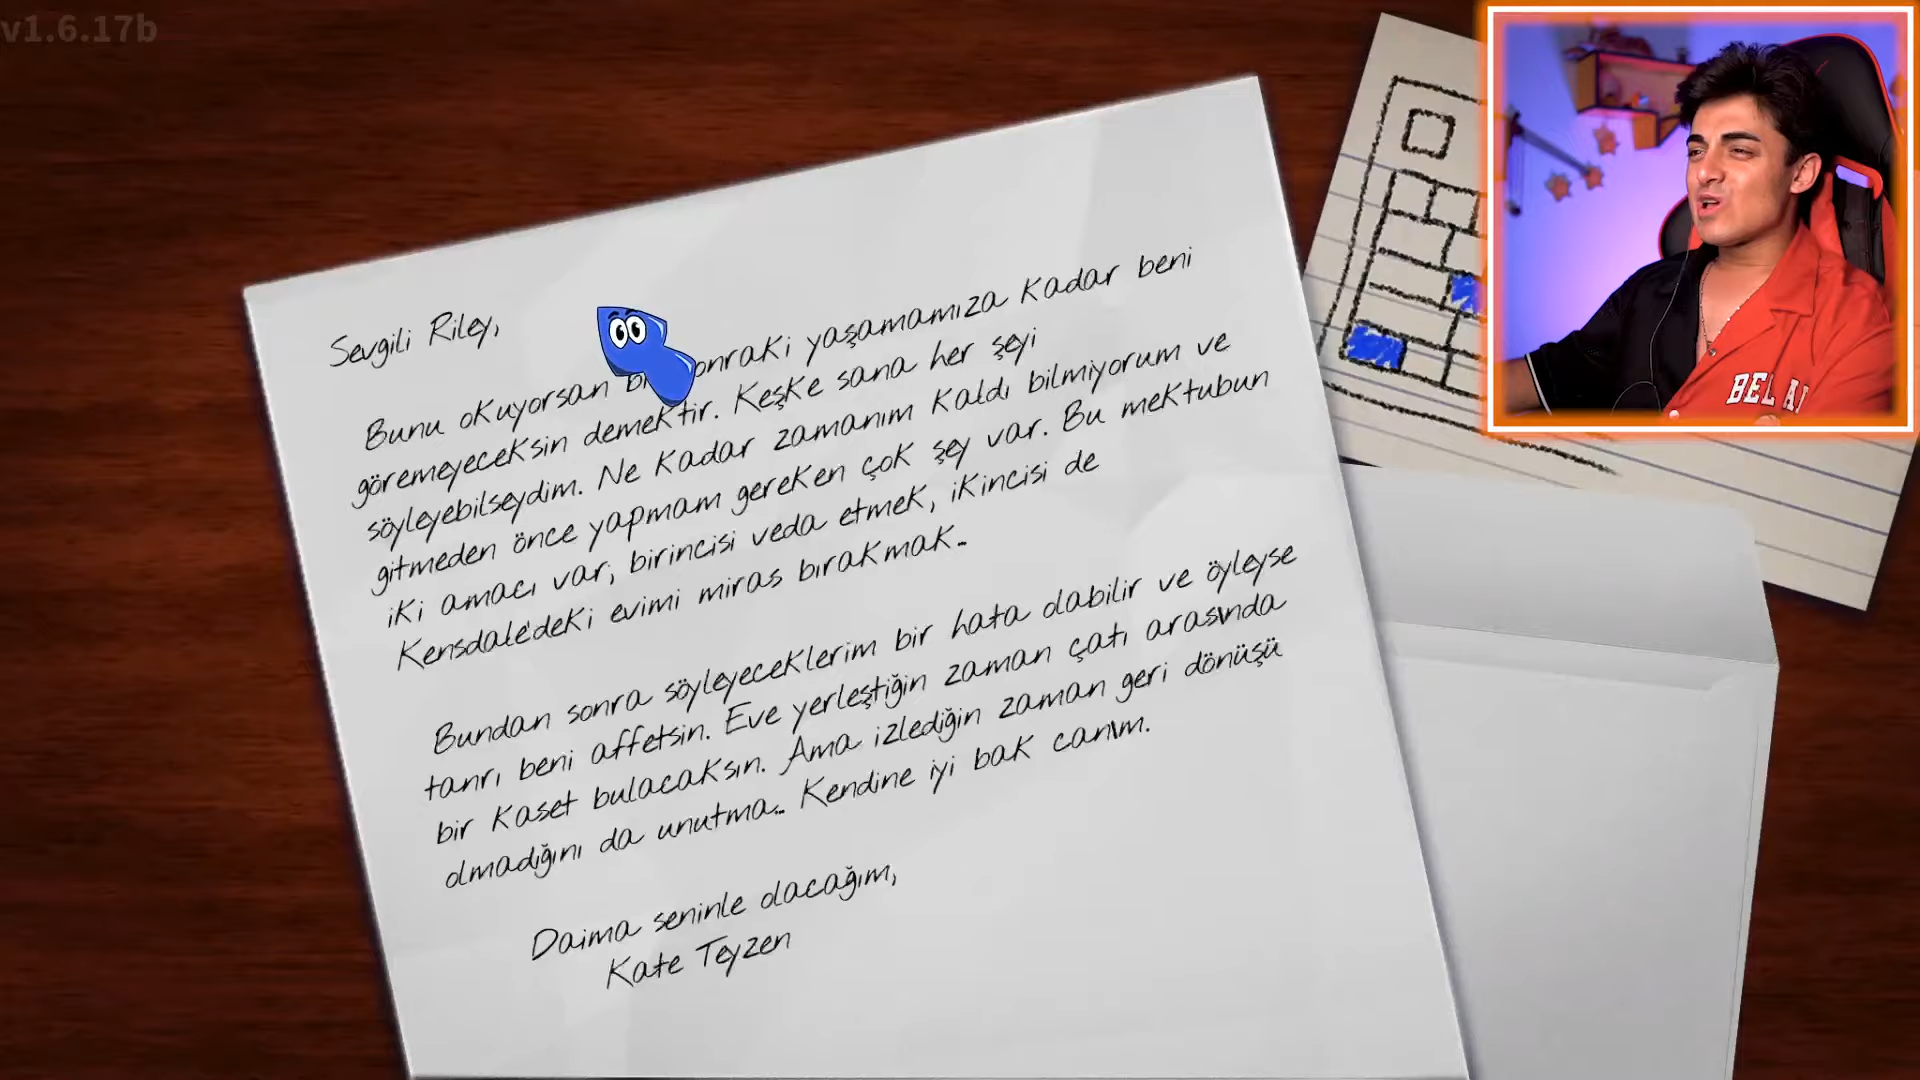 v1.6.17b
Sevgili Riley,
Bunu okuyorsan yaşamamıza kadar beni
göremeyeceksin demektir. Keşke sana her şeyi
söyleyebilseydim. Ne kadar zamanım kaldı bilmiyorum ve
gitmeden önce yapmam gereken çok şey var. Bu mektubun
iki amacı var; birincisi veda etmek, ikincisi de
Kensdale'deki evimi miras bırakmak..
Bundan sonra söyleyeceklerim bir hata olabilir ve öyleyse
tanrı beni affetsin. Eve yerleştiğin zaman çatı arasında
bir kaset bulacaksın. Ama izlediğin zaman geri dönüşü
olmadığını da unutma.. Kendine iyi bak canım.
Daima seninle olacağım,
Kate Teyzen
BEL AI